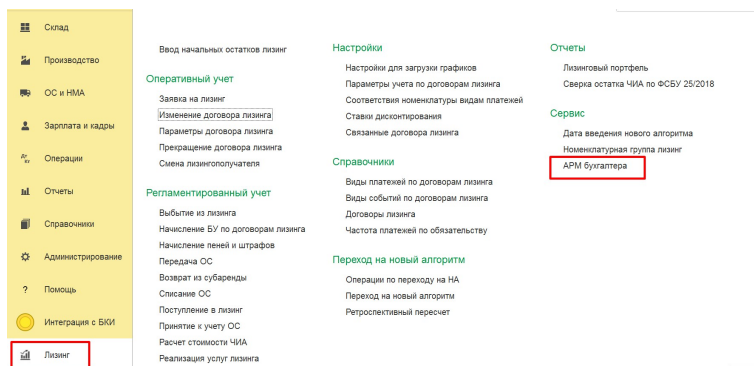 Склад
Производство
ОС и НМА
Зарплата и кадры
Дт Кт Операции
Отчеты
Справочники
Администрирование
? Помощь
Интеграция с БКИ
Лизинг
Ввод начальных остатков лизинг
Оперативный учет
Заявка на лизинг
Изменение договора лизинга
Параметры договора лизинга
Прекращение договора лизинга
Смена лизингополучателя
Регламентированный учет
Выбытие из лизинга
Начисление БУ по договорам лизинга
Начисление пеней и штрафов
Передача ОС
Возврат из субаренды
Списание ОС
Поступление в лизинг
Принятие к учету ОС
Расчет стоимости ЧИА
Реализация услуг лизинга
Настройки
Настройки для загрузки графиков
Параметры учета по договорам лизинга
Соответствия номенклатуры видам платежей
Ставки дисконтирования
Связанные договора лизинга
Справочники
Виды платежей по договорам лизинга
Виды событий по договорам лизинга
Договоры лизинга
Частота платежей по обязательству
Переход на новый алгоритм
Операции по переходу на НА
Переход на новый алгоритм
Ретроспективный пересчет
Отчеты
Лизинговый портфель
Сверка остатка ЧИА по ФСБУ 25/2018
Сервис
Дата введения нового алгоритма
Номенклатурная группа лизинг
АРМ бухгалтера